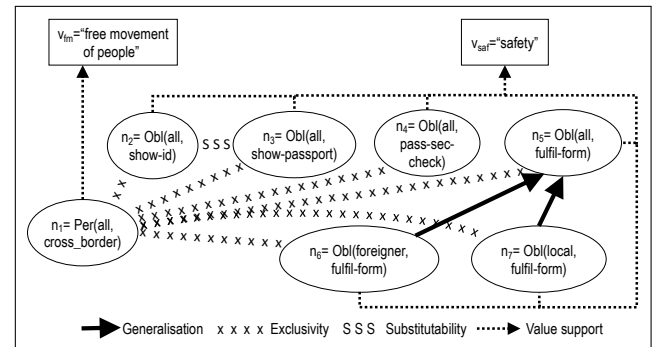 v_fm="free movement
of people"
v_saf="safety"
n₂= Obl(all,
show-id)
S S S
n₃= Obl(all,
show-passport)
n₄= Obl(all,
pass-sec-
check)
n₅= Obl(all,
fulfil-form)
n₁= Per(all,
cross_border)
n₆= Obl(foreigner,
fulfil-form)
n₇= Obl(local,
fulfil-form)
Generalisation x x x x Exclusivity S S S Substitutability Value support